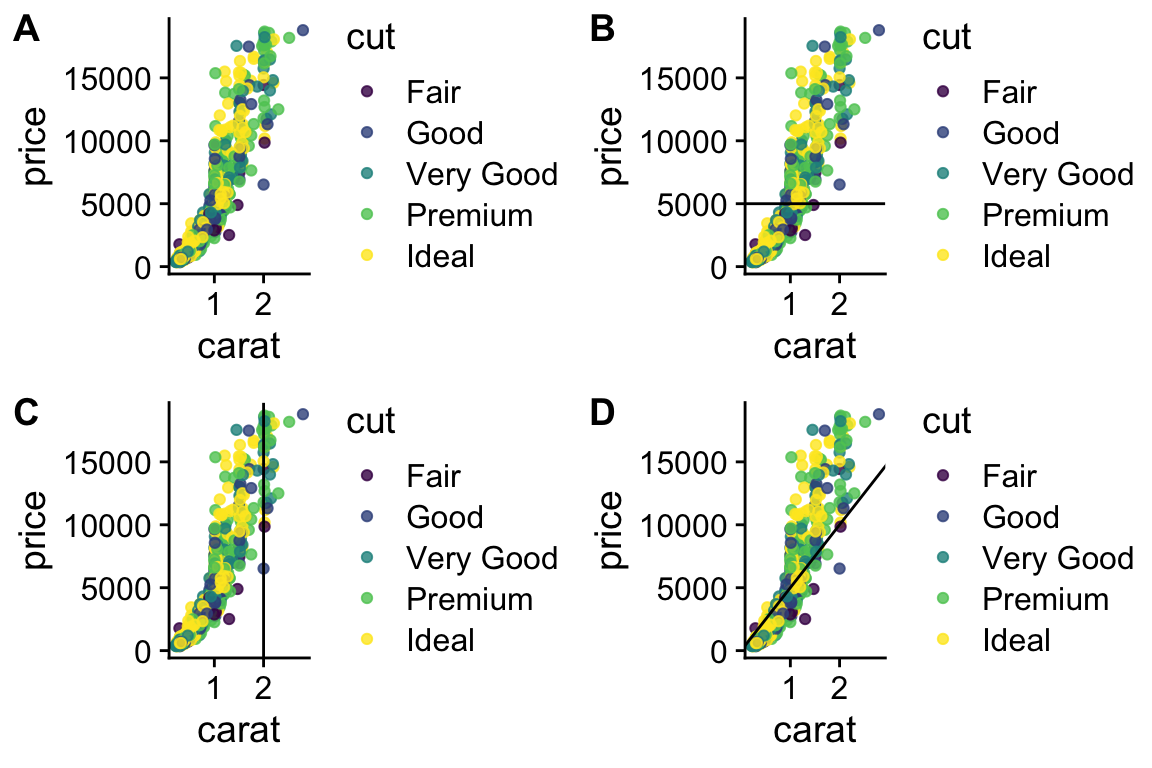 A
price
15000
10000
5000
0
1 2
carat
cut
Fair
Good
Very Good
Premium
Ideal
B
price
15000
10000
5000
0
1 2
carat
cut
Fair
Good
Very Good
Premium
Ideal
C
price
15000
10000
5000
0
1 2
carat
cut
Fair
Good
Very Good
Premium
Ideal
D
price
15000
10000
5000
0
1 2
carat
cut
Fair
Good
Very Good
Premium
Ideal